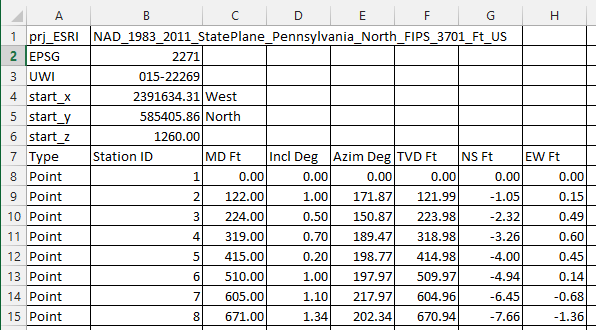 A B C D E F G H
1 prj_ESRI NAD_1983_2011_StatePlane_Pennsylvania_North_FIPS_3701_Ft_US
2 EPSG 2271
3 UWI 015-22269
4 start_x 2391634.31 West
5 start_y 585405.86 North
6 start_z 1260.00
7 Type Station ID MD Ft Incl Deg Azim Deg TVD Ft NS Ft EW Ft
8 Point 1 0.00 0.00 0.00 0.00 0.00 0.00
9 Point 2 122.00 1.00 171.87 121.99 -1.05 0.15
10 Point 3 224.00 0.50 150.87 223.98 -2.32 0.49
11 Point 4 319.00 0.70 189.47 318.98 -3.26 0.60
12 Point 5 415.00 0.20 198.77 414.98 -4.00 0.45
13 Point 6 510.00 1.00 197.97 509.97 -4.94 0.14
14 Point 7 605.00 1.10 217.97 604.96 -6.45 -0.68
15 Point 8 671.00 1.34 202.34 670.94 -7.66 -1.36